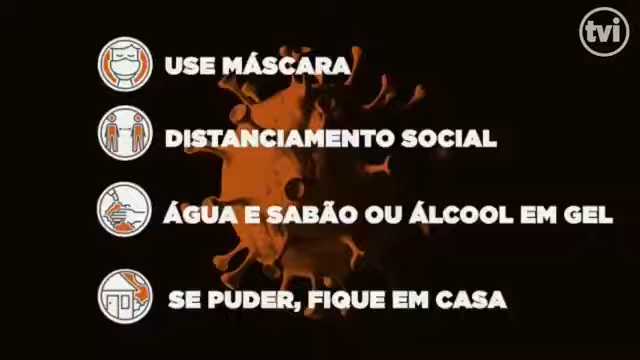 tvi
USE MÁSCARA
DISTANCIAMENTO SOCIAL
ÁGUA E SABÃO OU ÁLCOOL EM GEL
SE PUDER, FIQUE EM CASA